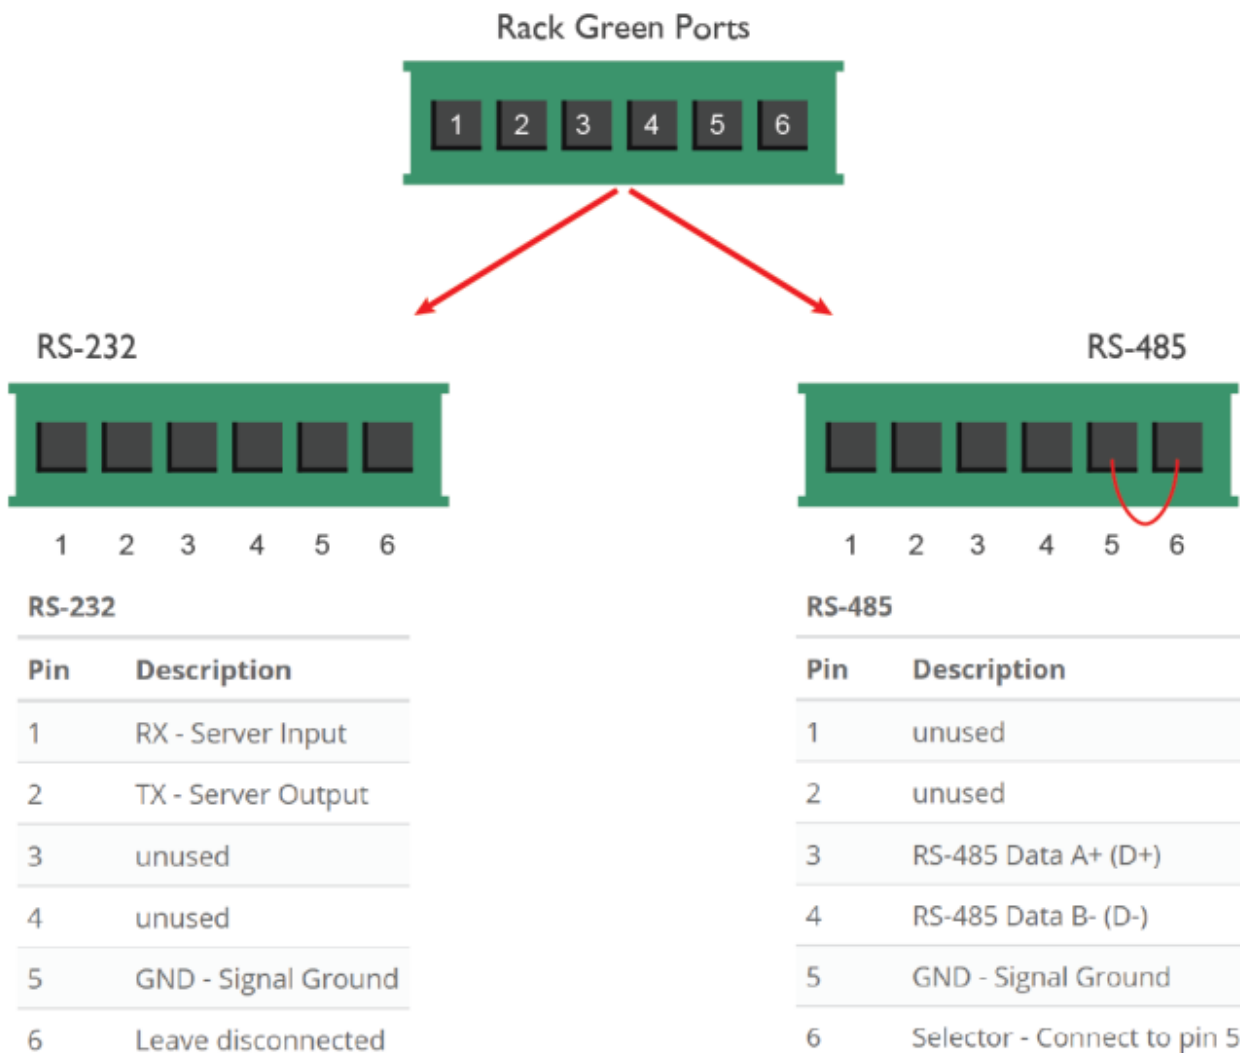 Rack Green Ports
1 2 3 4 5 6
RS-232
1 2 3 4 5 6
RS-232
Pin Description
1 RX - Server Input
2 TX - Server Output
3 unused
4 unused
5 GND - Signal Ground
6 Leave disconnected
RS-485
1 2 3 4 5 6
RS-485
Pin Description
1 unused
2 unused
3 RS-485 Data A+ (D+)
4 RS-485 Data B- (D-)
5 GND - Signal Ground
6 Selector - Connect to pin 5